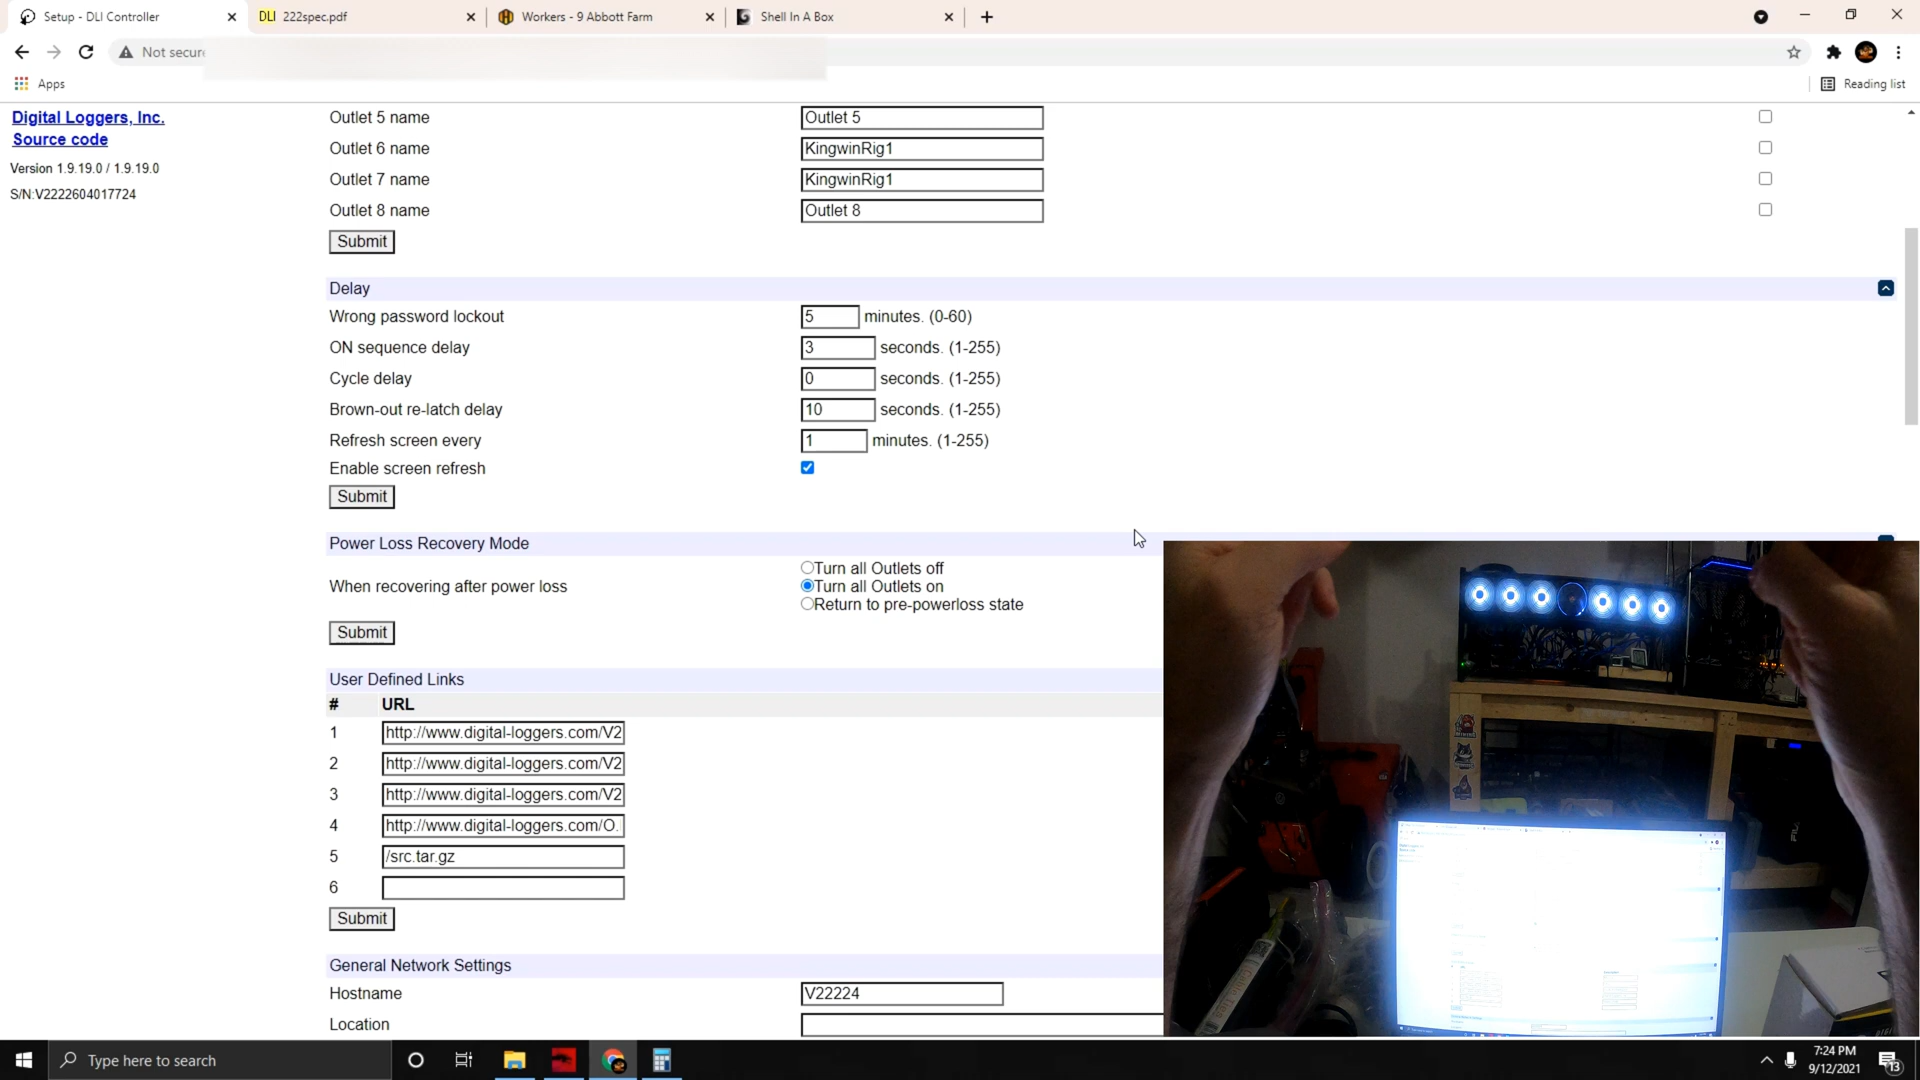 Setup - DLI Controller
DLI 222spec.pdf
Workers - 9 Abbott Farm
Shell In A Box
Not secure
Apps
Reading list
Digital Loggers, Inc.
Source code
Version 1.9.19.0 / 1.9.19.0
S/N:V2222604017724
Outlet 5 name Outlet 5
Outlet 6 name KingwinRig1
Outlet 7 name KingwinRig1
Outlet 8 name Outlet 8
Submit
Delay
Wrong password lockout 5 minutes. (0-60)
ON sequence delay 3 seconds. (1-255)
Cycle delay 0 seconds. (1-255)
Brown-out re-latch delay 10 seconds. (1-255)
Refresh screen every 1 minutes. (1-255)
Enable screen refresh
Submit
Power Loss Recovery Mode
Turn all Outlets off
When recovering after power loss Turn all Outlets on
Return to pre-powerloss state
Submit
User Defined Links
# URL
1 http://www.digital-loggers.com/V2
2 http://www.digital-loggers.com/V2
3 http://www.digital-loggers.com/V2
4 http://www.digital-loggers.com/O.
5 /src.tar.gz
6
Submit
General Network Settings
Hostname V22224
Location
Type here to search
7:24 PM
9/12/2021
13